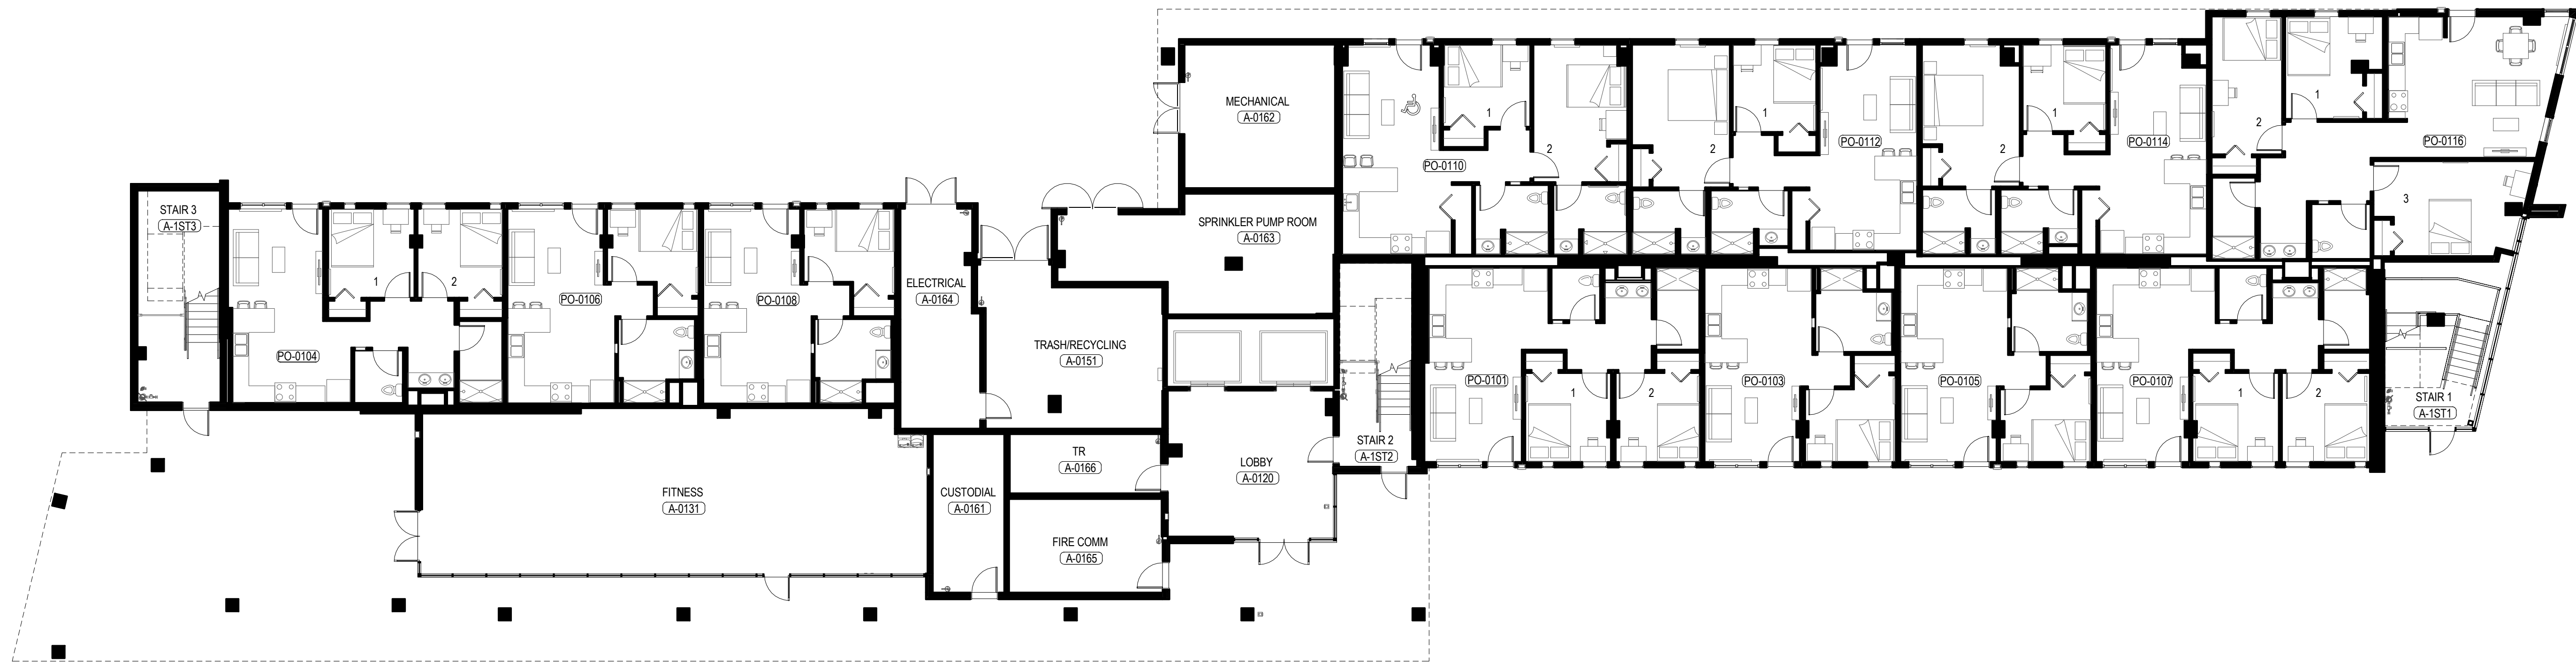 MECHANICAL
A-0162
1
2
PO-0110
2
1
PO-0112
2
1
PO-0114
2
1
PO-0116
3
STAIR 3
A-1ST3
SPRINKLER PUMP ROOM
A-0163
1
2
PO-0104
PO-0106
PO-0108
ELECTRICAL
A-0164
TRASH/RECYCLING
A-0151
PO-0101
1
2
PO-0103
PO-0105
PO-0107
1
2
STAIR 1
A-1ST1
STAIR 2
A-1ST2
TR
A-0166
LOBBY
A-0120
FITNESS
A-0131
CUSTODIAL
A-0161
FIRE COMM
A-0165